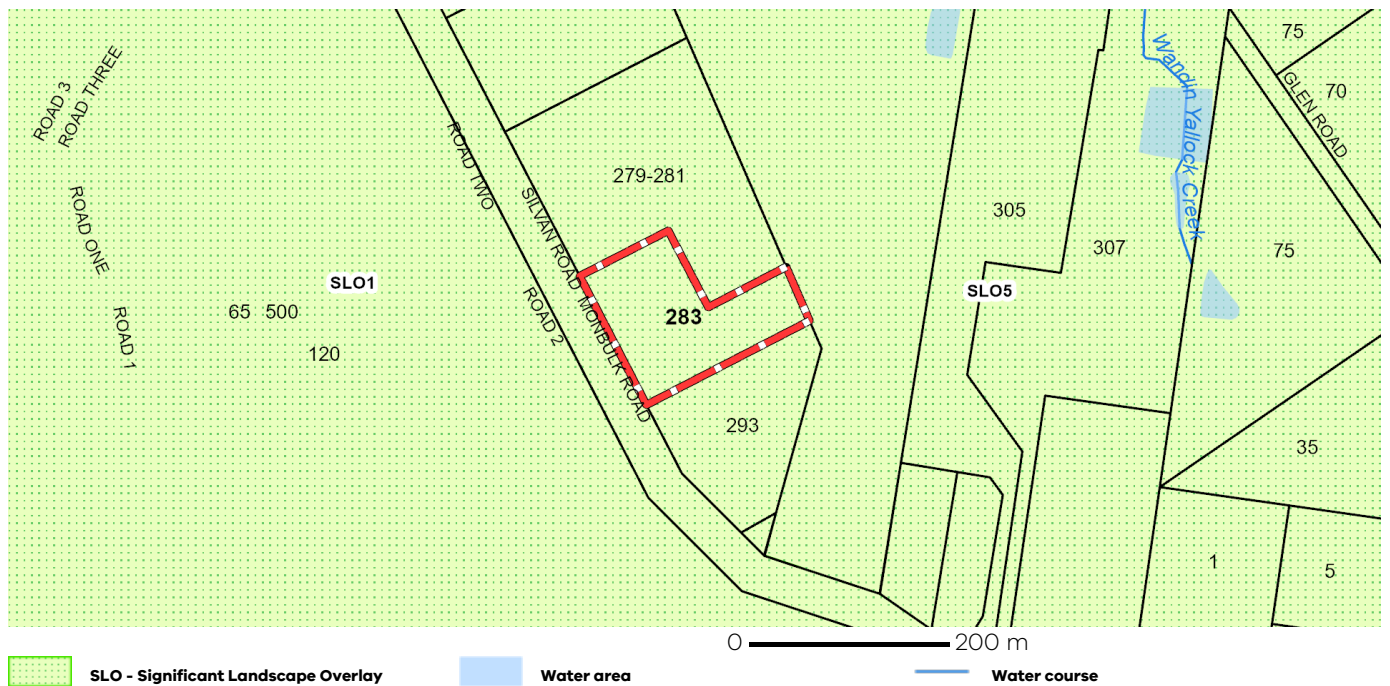 ROAD 3
ROAD THREE
ROAD ONE
ROAD 1
ROAD TWO
ROAD 2
SILVAN ROAD
MONBULK ROAD
279-281
SLO1
65 500
120
283
293
305
307
SLO5
Wandin Yallock Creek
75
70
GLEN ROAD
75
35
1
5
0 200 m
SLO - Significant Landscape Overlay
Water area
Water course